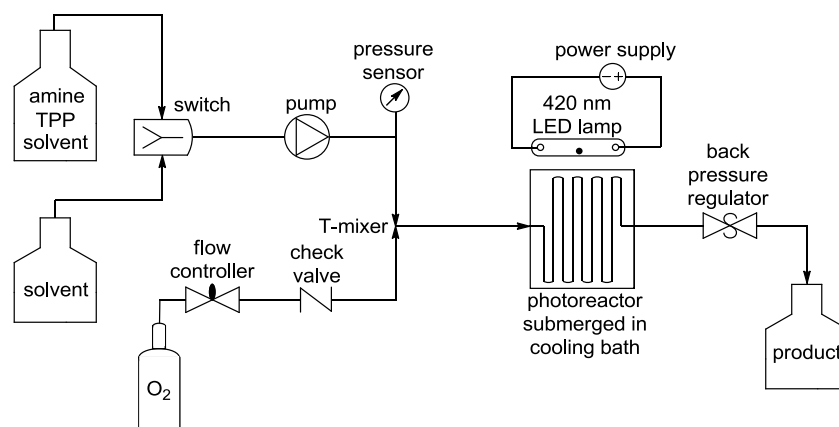 amine
TPP
solvent
switch
pump
pressure
sensor
power supply
-+
420 nm
LED lamp
back
pressure
regulator
T-mixer
solvent
flow
controller
check
valve
O2
photoreactor
submerged in
cooling bath
product